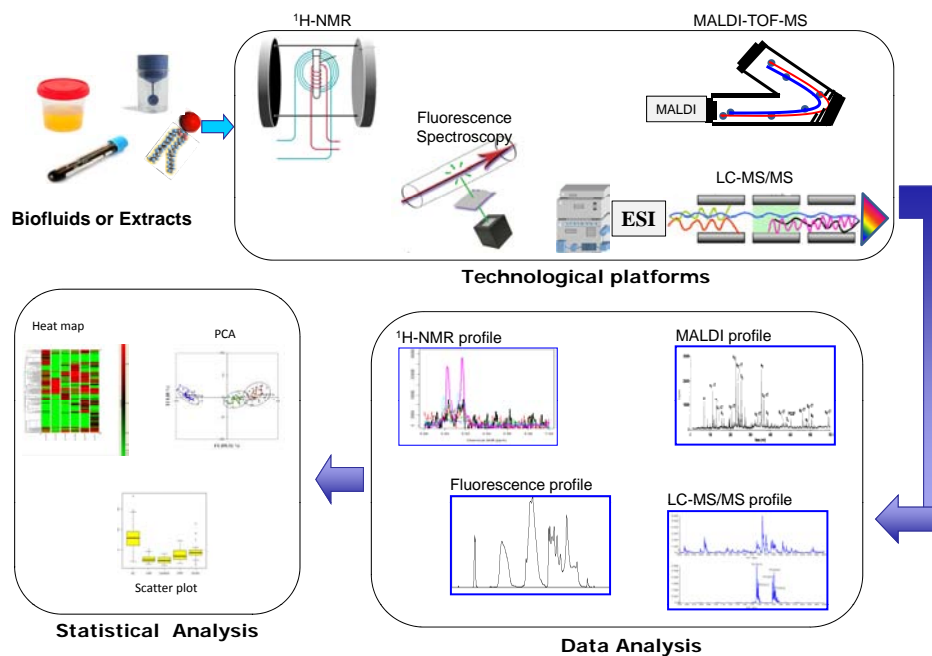 ¹H-NMR
MALDI-TOF-MS
MALDI
Fluorescence
Spectroscopy
LC-MS/MS
ESI
Biofluids or Extracts
Technological platforms
Heat map
PCA
¹H-NMR profile
MALDI profile
Fluorescence profile
LC-MS/MS profile
Scatter plot
Statistical Analysis
Data Analysis